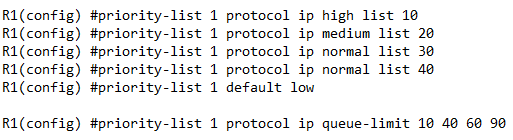 R1(config) #priority-list 1 protocol ip high list 10
R1(config) #priority-list 1 protocol ip medium list 20
R1(config) #priority-list 1 protocol ip normal list 30
R1(config) #priority-list 1 protocol ip normal list 40
R1(config) #priority-list 1 default low
R1(config) #priority-list 1 protocol ip queue-limit 10 40 60 90